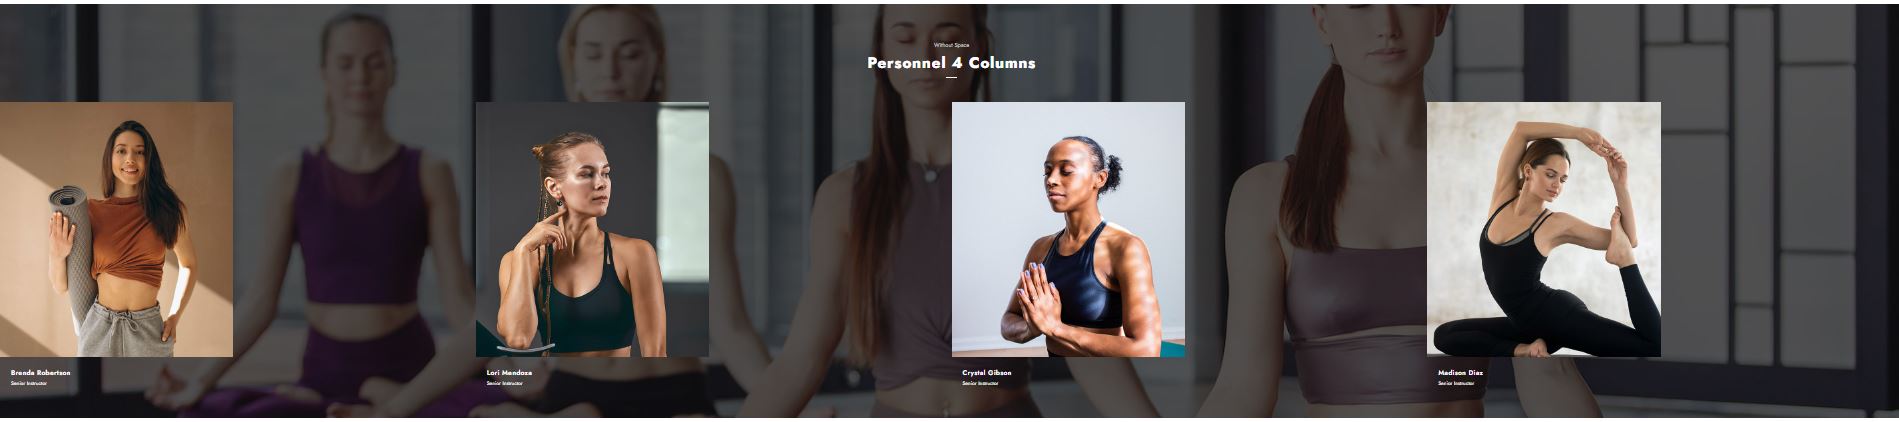 Without Space
Personnel 4 Columns
Brenda Robertson
Senior Instructor
Lori Mendoza
Senior Instructor
Crystal Gibson
Senior Instructor
Madison Diaz
Senior Instructor